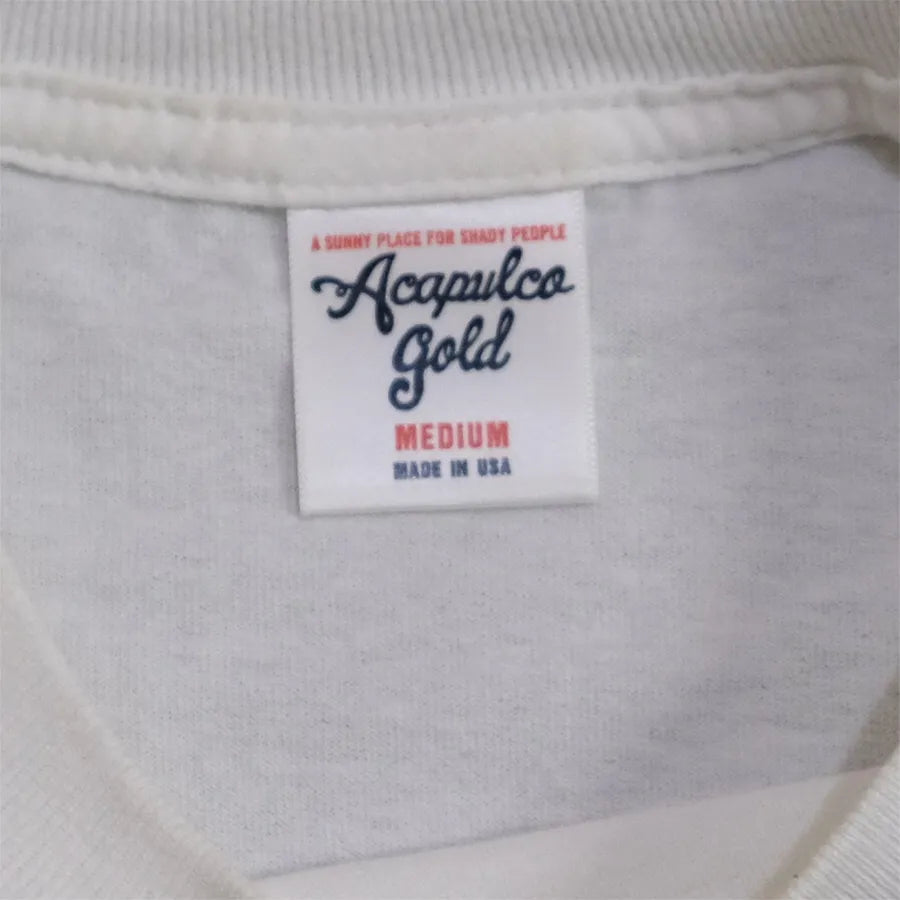 A SUNNY PLACE FOR SHADY PEOPLE
Acapulco
Gold
MEDIUM
MADE IN USA